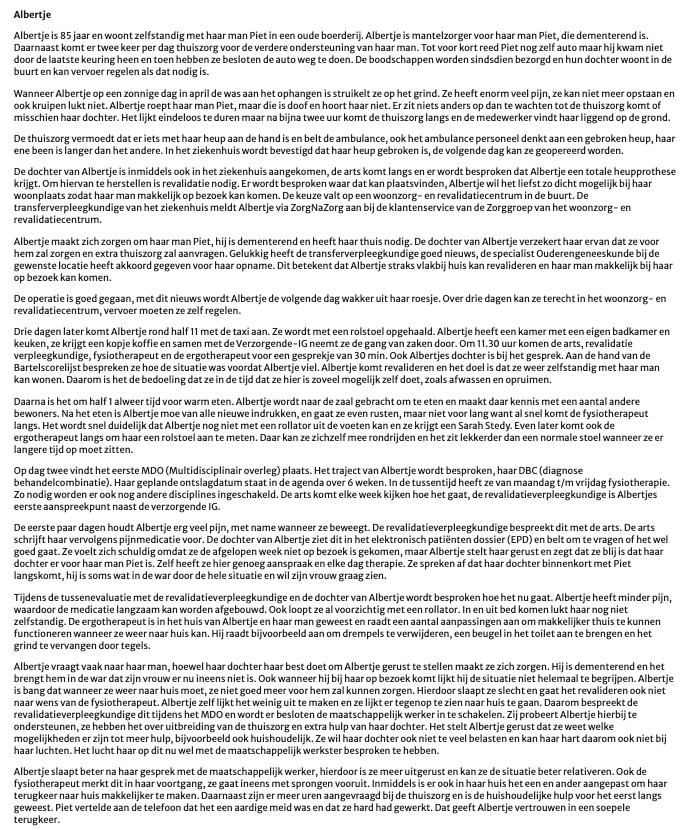 Albertje
Albertje is 85 jaar en woont zelfstandig met haar man Piet in een oude boerderij. Albertje is mantelzorger voor haar man Piet, die dementerend is.
Daarnaast komt er twee keer per dag thuiszorg voor de verdere ondersteuning van haar man. Tot voor kort reed Piet nog zelf auto maar hij kwam niet
door de laatste keuring heen en toen hebben ze besloten de auto weg te doen. De boodschappen worden sindsdien bezorgd en hun dochter woont in de
buurt en kan vervoer regelen als dat nodig is.
Wanneer Albertje op een zonnige dag in april de was aan het ophangen is struikelt ze op het grind. Ze heeft enorm veel pijn, ze kan niet meer opstaan en
ook kruipen lukt niet. Albertje roept haar man Piet, maar die is doof en hoort haar niet. Er zit niets anders op dan te wachten tot de thuiszorg komt of
misschien haar dochter. Het lijkt eindeloos te duren maar na bijna twee uur komt de thuiszorg langs en de medewerker vindt haar liggend op de grond.
De thuiszorg vermoedt dat er iets met haar heup aan de hand is en belt de ambulance, ook het ambulance personeel denkt aan een gebroken heup, haar
ene been is langer dan het andere. In het ziekenhuis wordt bevestigd dat haar heup gebroken is, de volgende dag kan ze geopereerd worden.
De dochter van Albertje is inmiddels ook in het ziekenhuis aangekomen, de arts komt langs en er wordt besproken dat Albertje een totale heupprothese
krijgt. Om hiervan te herstellen is revalidatie nodig. Er wordt besproken waar dat kan plaatsvinden, Albertje wil het liefst zo dicht mogelijk bij haar
woonplaats zodat haar man makkelijk op bezoek kan komen. De keuze valt op een woonzorg– en revalidatiecentrum in de buurt. De
transferverpleegkundige van het ziekenhuis meldt Albertje via ZorgNaZorg aan bij de klantenservice van de Zorggroep van het woonzorg– en
revalidatiecentrum.
Albertje maakt zich zorgen om haar man Piet, hij is dementerend en heeft haar thuis nodig. De dochter van Albertje verzekert haar ervan dat ze voor
hem zal zorgen en extra thuiszorg zal aanvragen. Gelukkig heeft de transferverpleegkundige goed nieuws, de specialist Ouderengeneeskunde bij de
gewenste locatie heeft akkoord gegeven voor haar opname. Dit betekent dat Albertje straks vlakbij huis kan revalideren en haar man makkelijk bij haar
op bezoek kan komen.
De operatie is goed gegaan, met dit nieuws wordt Albertje de volgende dag wakker uit haar roesje. Over drie dagen kan ze terecht in het woonzorg– en
revalidatiecentrum, vervoer moeten ze zelf regelen.
Drie dagen later komt Albertje rond half 11 met de taxi aan. Ze wordt met een rolstoel opgehaald. Albertje heeft een kamer met een eigen badkamer en
keuken, ze krijgt een kopje koffie en samen met de Verzorgende-IG neemt ze de gang van zaken door. Om 11.30 uur komen de arts, revalidatie
verpleegkundige, fysiotherapeut en de ergotherapeut voor een gesprekje van 30 min. Ook Albertjes dochter is bij het gesprek. Aan de hand van de
Bartelscorelijst bespreken ze hoe de situatie was voordat Albertje viel. Albertje komt revalideren en het doel is dat ze weer zelfstandig met haar man
kan wonen. Daarom is het de bedoeling dat ze in de tijd dat ze hier is zoveel mogelijk zelf doet, zoals afwassen en opruimen.
Daarna is het om half 1 alweer tijd voor warm eten. Albertje wordt naar de zaal gebracht om te eten en maakt daar kennis met een aantal andere
bewoners. Na het eten is Albertje moe van alle nieuwe indrukken, en gaat ze even rusten, maar niet voor lang want al snel komt de fysiotherapeut
langs. Het wordt snel duidelijk dat Albertje nog niet met een rollator uit de voeten kan en ze krijgt een Sarah Stedy. Even later komt ook de
ergotherapeut langs om haar een rolstoel aan te meten. Daar kan ze zichzelf mee rondrijden en het zit lekkerder dan een normale stoel wanneer ze er
langere tijd op moet zitten.
Op dag twee vindt het eerste MDO (Multidisciplinair overleg) plaats. Het traject van Albertje wordt besproken, haar DBC (diagnose
behandelcombinatie). Haar geplande ontslagdatum staat in de agenda over 6 weken. In de tussentijd heeft ze van maandag t/m vrijdag fysiotherapie.
Zo nodig worden er ook nog andere disciplines ingeschakeld. De arts komt elke week kijken hoe het gaat, de revalidatieverpleegkundige is Albertjes
eerste aanspreekpunt naast de verzorgende IG.
De eerste paar dagen houdt Albertje erg veel pijn, met name wanneer ze beweegt. De revalidatieverpleegkundige bespreekt dit met de arts. De arts
schrijft haar vervolgens pijnmedicatie voor. De dochter van Albertje ziet dit in het elektronisch patiënten dossier (EPD) en belt om te vragen of het wel
goed gaat. Ze voelt zich schuldig omdat ze de afgelopen week niet op bezoek is gekomen, maar Albertje stelt haar gerust en zegt dat ze blij is dat haar
dochter er voor haar man Piet is. Zelf heeft ze hier genoeg aanspraak en elke dag therapie. Ze spreken af dat haar dochter binnenkort met Piet
langskomt, hij is soms wat in de war door de hele situatie en wil zijn vrouw graag zien.
Tijdens de tussenevaluatie met de revalidatieverpleegkundige en de dochter van Albertje wordt besproken hoe het nu gaat. Albertje heeft minder pijn,
waardoor de medicatie langzaam kan worden afgebouwd. Ook loopt ze al voorzichtig met een rollator. In en uit bed komen lukt haar nog niet
zelfstandig. De ergotherapeut is in het huis van Albertje en haar man geweest en raadt een aantal aanpassingen aan om makkelijker thuis te kunnen
functioneren wanneer ze weer naar huis kan. Hij raadt bijvoorbeeld aan om drempels te verwijderen, een beugel in het toilet aan te brengen en het
grind te vervangen door tegels.
Albertje vraagt vaak naar haar man, hoewel haar dochter haar best doet om Albertje gerust te stellen maakt ze zich zorgen. Hij is dementerend en het
brengt hem in de war dat zijn vrouw er nu ineens niet is. Ook wanneer hij bij haar op bezoek komt lijkt hij de situatie niet helemaal te begrijpen. Albertje
is bang dat wanneer ze weer naar huis moet, ze niet goed meer voor hem zal kunnen zorgen. Hierdoor slaapt ze slecht en gaat het revalideren ook niet
naar wens van de fysiotherapeut. Albertje zelf lijkt het weinig uit te maken en ze lijkt er tegenop te zien naar huis te gaan. Daarom bespreekt de
revalidatieverpleegkundige dit tijdens het MDO en wordt er besloten de maatschappelijk werker in te schakelen. Zij probeert Albertje hierbij te
ondersteunen, ze hebben het over uitbreiding van de thuiszorg en extra hulp van haar dochter. Het stelt Albertje gerust dat ze weet welke
mogelijkheden er zijn tot meer hulp, bijvoorbeeld ook huishoudelijk. Ze wil haar dochter ook niet te veel belasten en kan haar hart daarom ook niet bij
haar luchten. Het lucht haar op dit nu wel met de maatschappelijk werkster besproken te hebben.
Albertje slaapt beter na haar gesprek met de maatschappelijk werker, hierdoor is ze meer uitgerust en kan ze de situatie beter relativeren. Ook de
fysiotherapeut merkt dit in haar voortgang, ze gaat ineens met sprongen vooruit. Inmiddels is er ook in haar huis het een en ander aangepast om haar
terugkeer naar huis makkelijker te maken. Daarnaast zijn er meer uren aangevraagd bij de thuiszorg en is de huishoudelijke hulp voor het eerst langs
geweest. Piet vertelde aan de telefoon dat het een aardige meid was en dat ze hard had gewerkt. Dat geeft Albertje vertrouwen in een soepele
terugkeer.